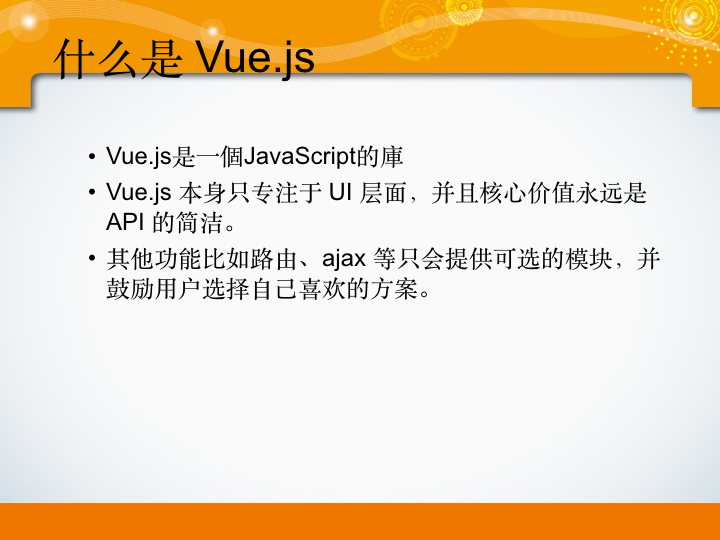 什么是 Vue.js
• Vue.js是一個JavaScript的庫
• Vue.js 本身只专注于 UI 层面，并且核心价值永远是
API 的简洁。
• 其他功能比如路由、ajax 等只会提供可选的模块，并
鼓励用户选择自己喜欢的方案。